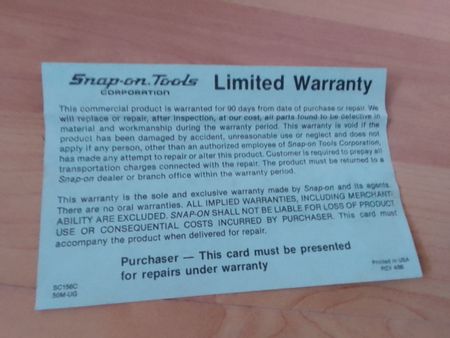 Snap-on Tools
CORPORATION
Limited Warranty
This commercial product is warranted for 90 days from date of purchase or repair. We
will replace or repair, after inspection, at our cost, all parts found to be defective in
material and workmanship during the warranty period. This warranty is void if the
product has been damaged by accident, unreasonable use or neglect and does not
apply if any person, other than an authorized employee of Snap-on Tools Corporation,
has made any attempt to repair or alter this product. Customer is required to prepay all
transportation charges connected with the repair. The product must be returned to a
Snap-on dealer or branch office within the warranty period.
This warranty is the sole and exclusive warranty made by Snap-on and its agents.
There are no oral warranties. ALL IMPLIED WARRANTIES, INCLUDING MERCHANT-
ABILITY ARE EXCLUDED. SNAP-ON SHALL NOT BE LIABLE FOR LOSS OF PRODUCT
USE OR CONSEQUENTIAL COSTS INCURRED BY PURCHASER. This card must
accompany the product when delivered for repair.
Purchaser — This card must be presented
for repairs under warranty
SC156C
50M-UG
Printed in USA
REV 4/86